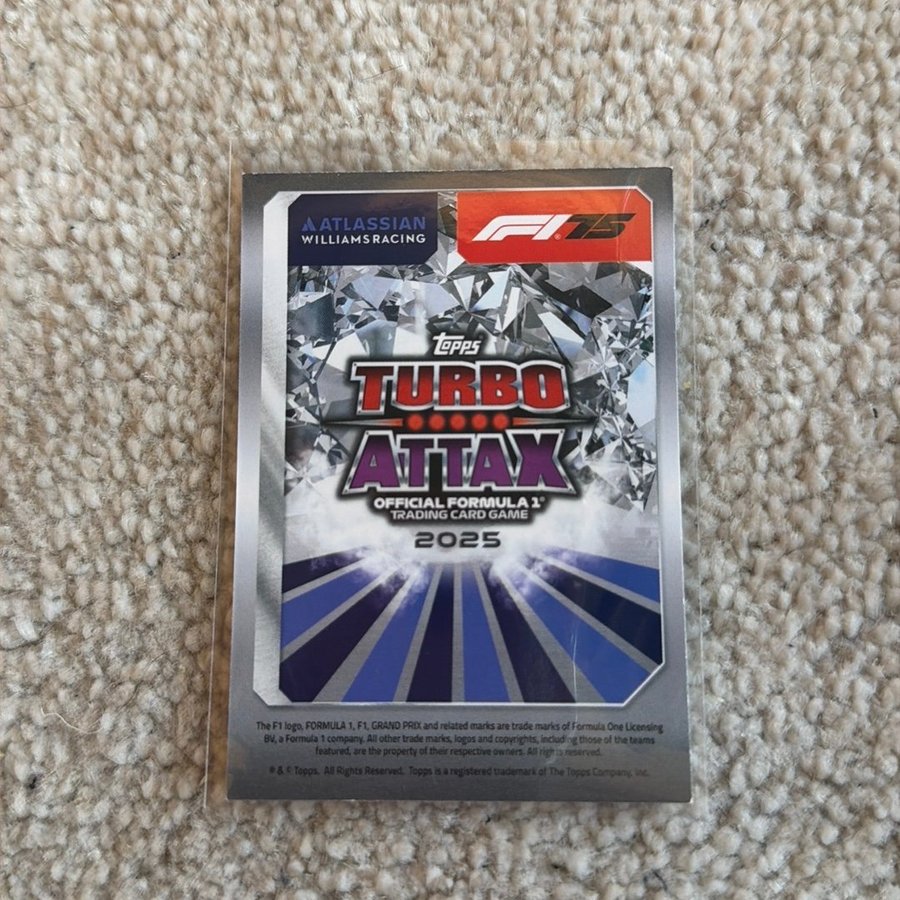 ATLASSIAN
WILLIAMS RACING
F1 75
Topps
TURBO
ATTAX
OFFICIAL FORMULA 1®
TRADING CARD GAME
2025
The F1 logo, FORMULA 1, F1, GRAND PRIX and related marks are trade marks of Formula One Licensing
BV, a Formula 1 company. All other trade marks, logos and copyrights, including those of the teams
featured, are the property of their respective owners. All rights reserved.
® & © Topps. All Rights Reserved. Topps is a registered trademark of The Topps Company, Inc.